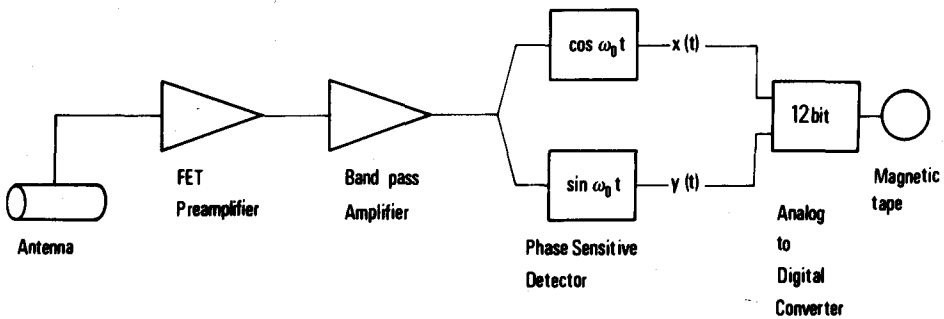 cos ω₀ t
x (t)
12 bit
FET
Preamplifier
Band pass
Amplifier
sin ω₀ t
y (t)
Magnetic
tape
Antenna
Phase Sensitive
Detector
Analog
to
Digital
Converter